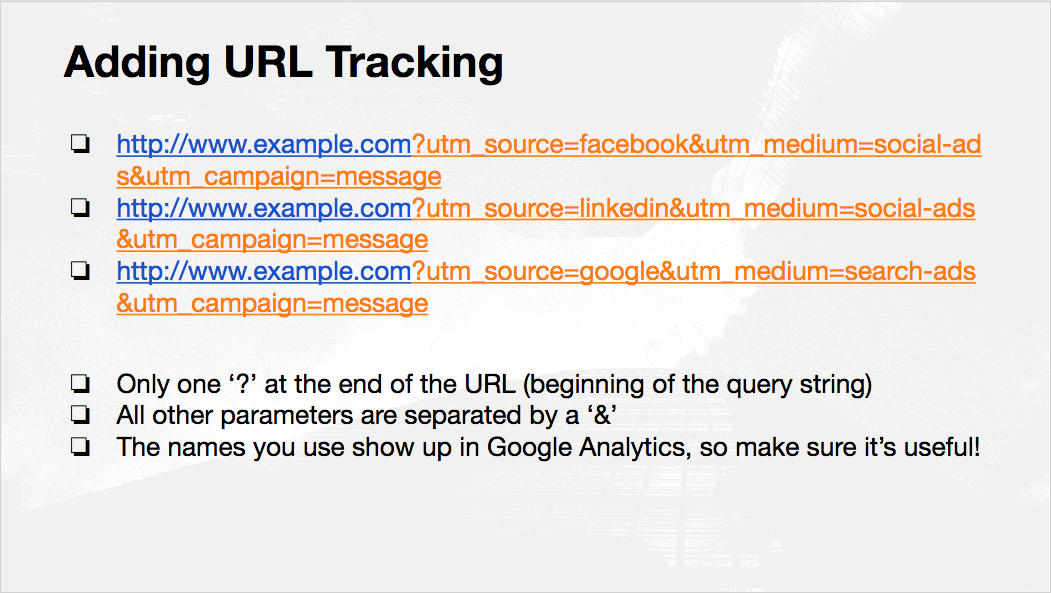 Adding URL Tracking
❏ http://www.example.com?utm_source=facebook&utm_medium=social-ad
s&utm_campaign=message
❏ http://www.example.com?utm_source=linkedin&utm_medium=social-ads
&utm_campaign=message
❏ http://www.example.com?utm_source=google&utm_medium=search-ads
&utm_campaign=message
❏ Only one ‘?’ at the end of the URL (beginning of the query string)
❏ All other parameters are separated by a ‘&’
❏ The names you use show up in Google Analytics, so make sure it’s useful!